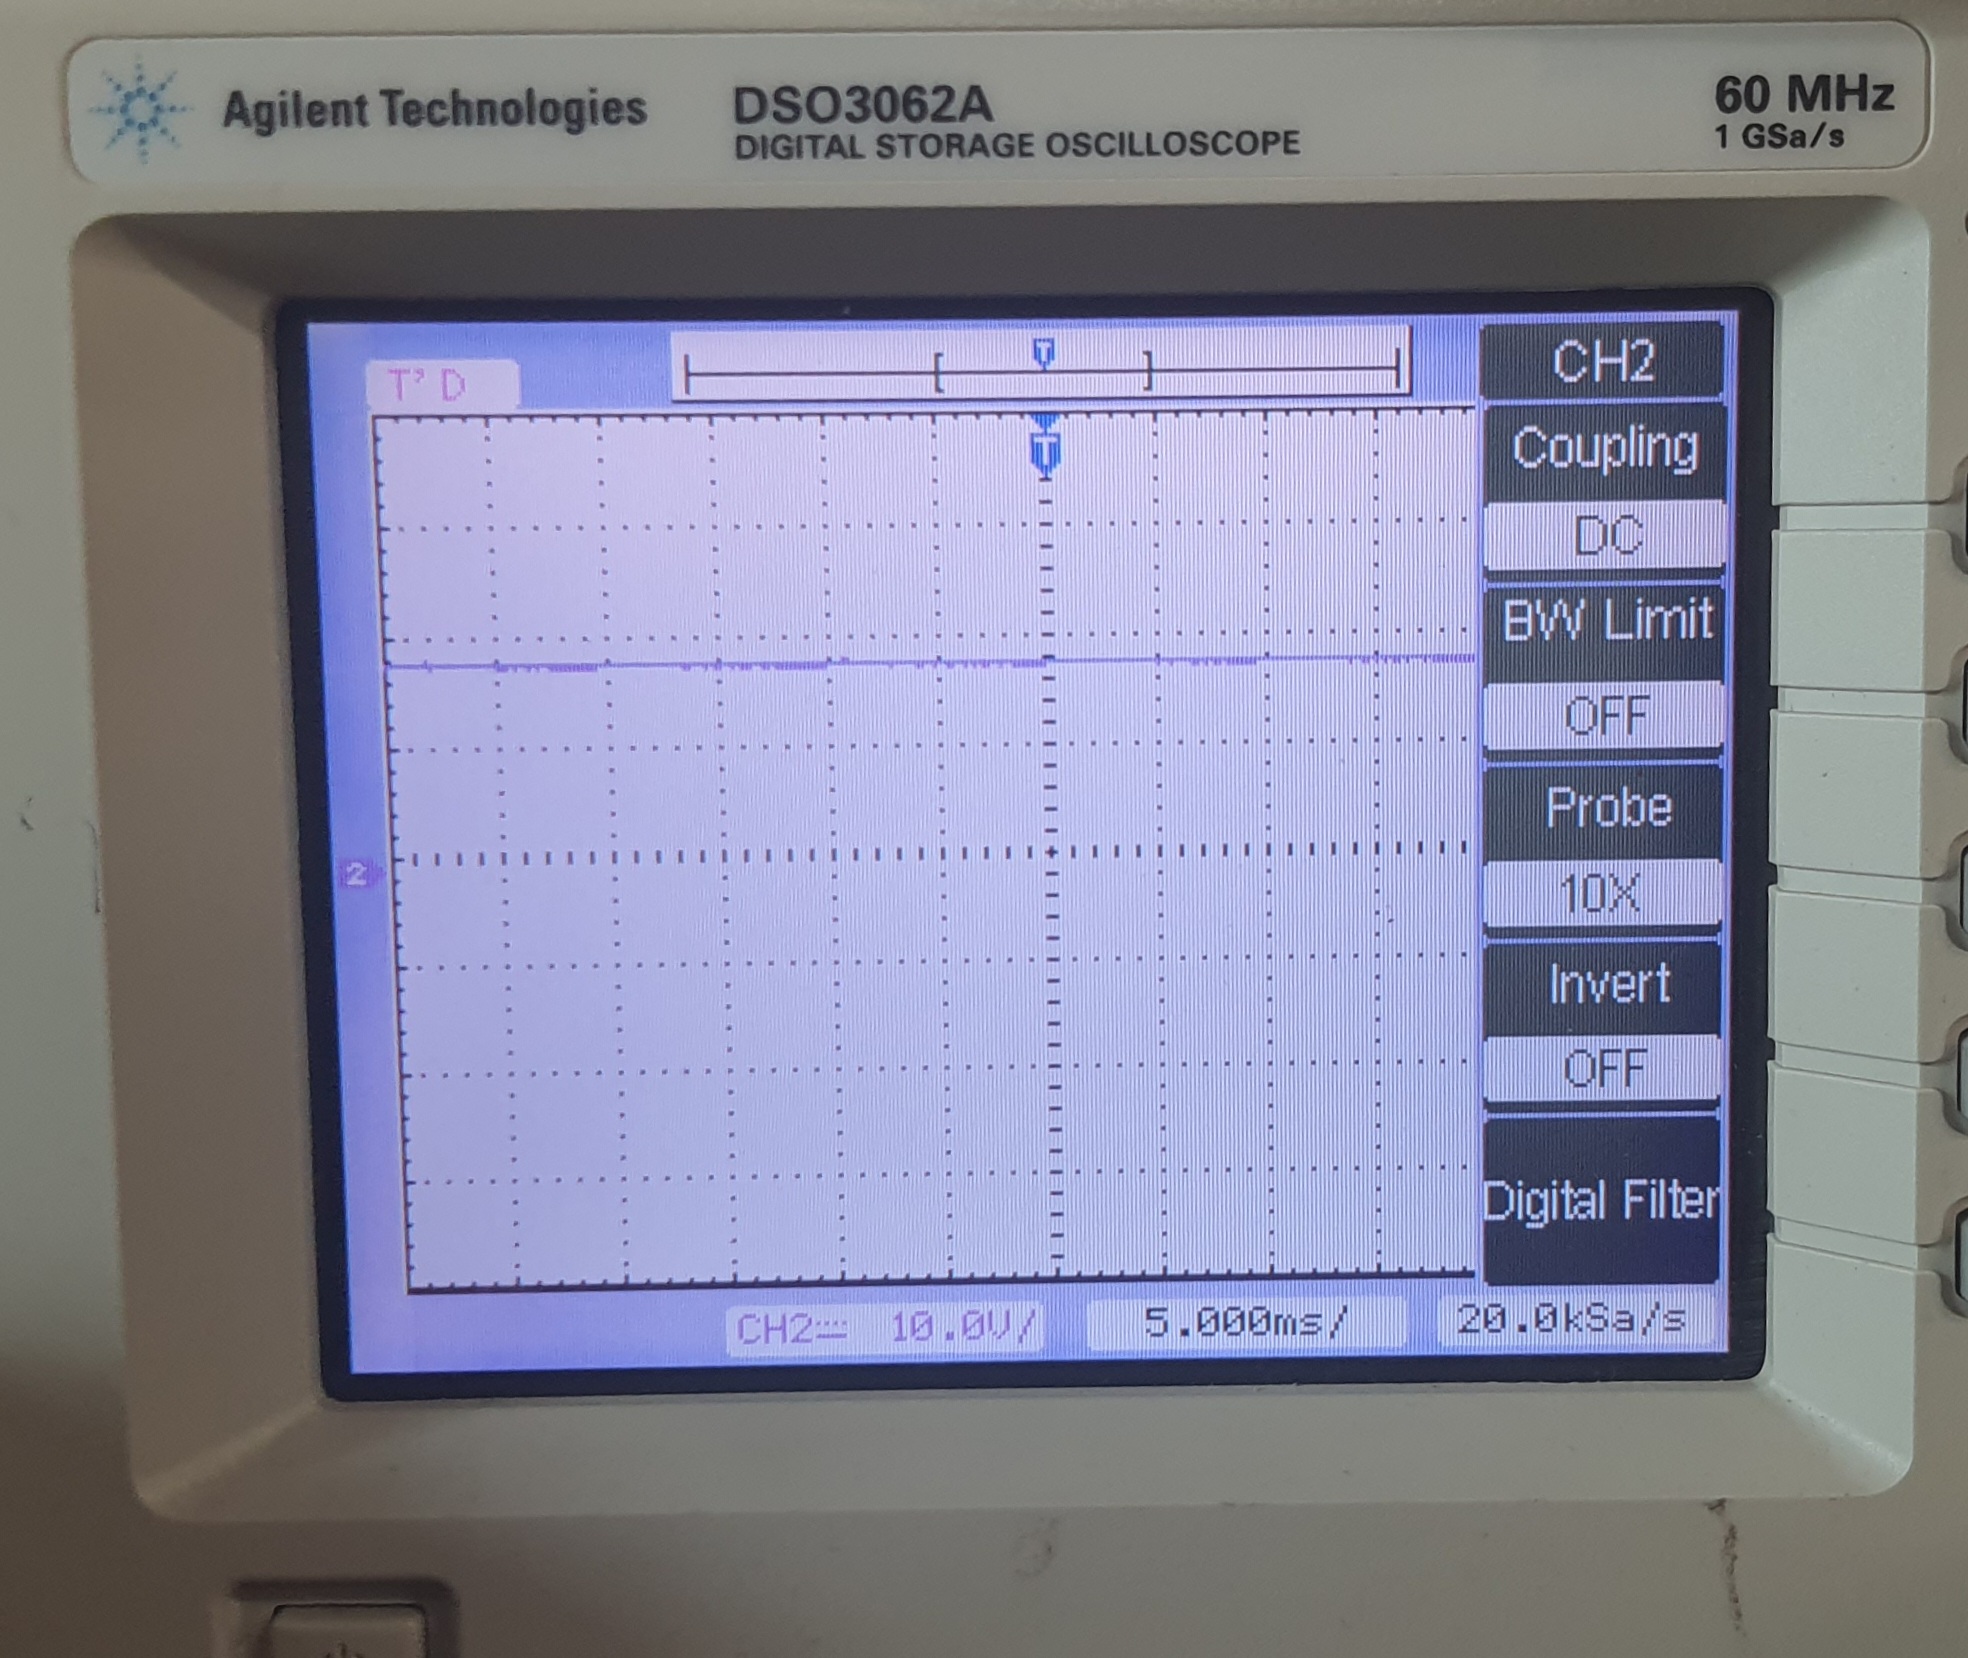 Agilent Technologies
DSO3062A
DIGITAL STORAGE OSCILLOSCOPE
60 MHz
1 GSa/s
T
T'D
T
CH2
Coupling
DC
BW Limit
OFF
Probe
10X
Invert
OFF
Digital Filter
2
CH2 10.0V/
5.000ms/
20.0kSa/s